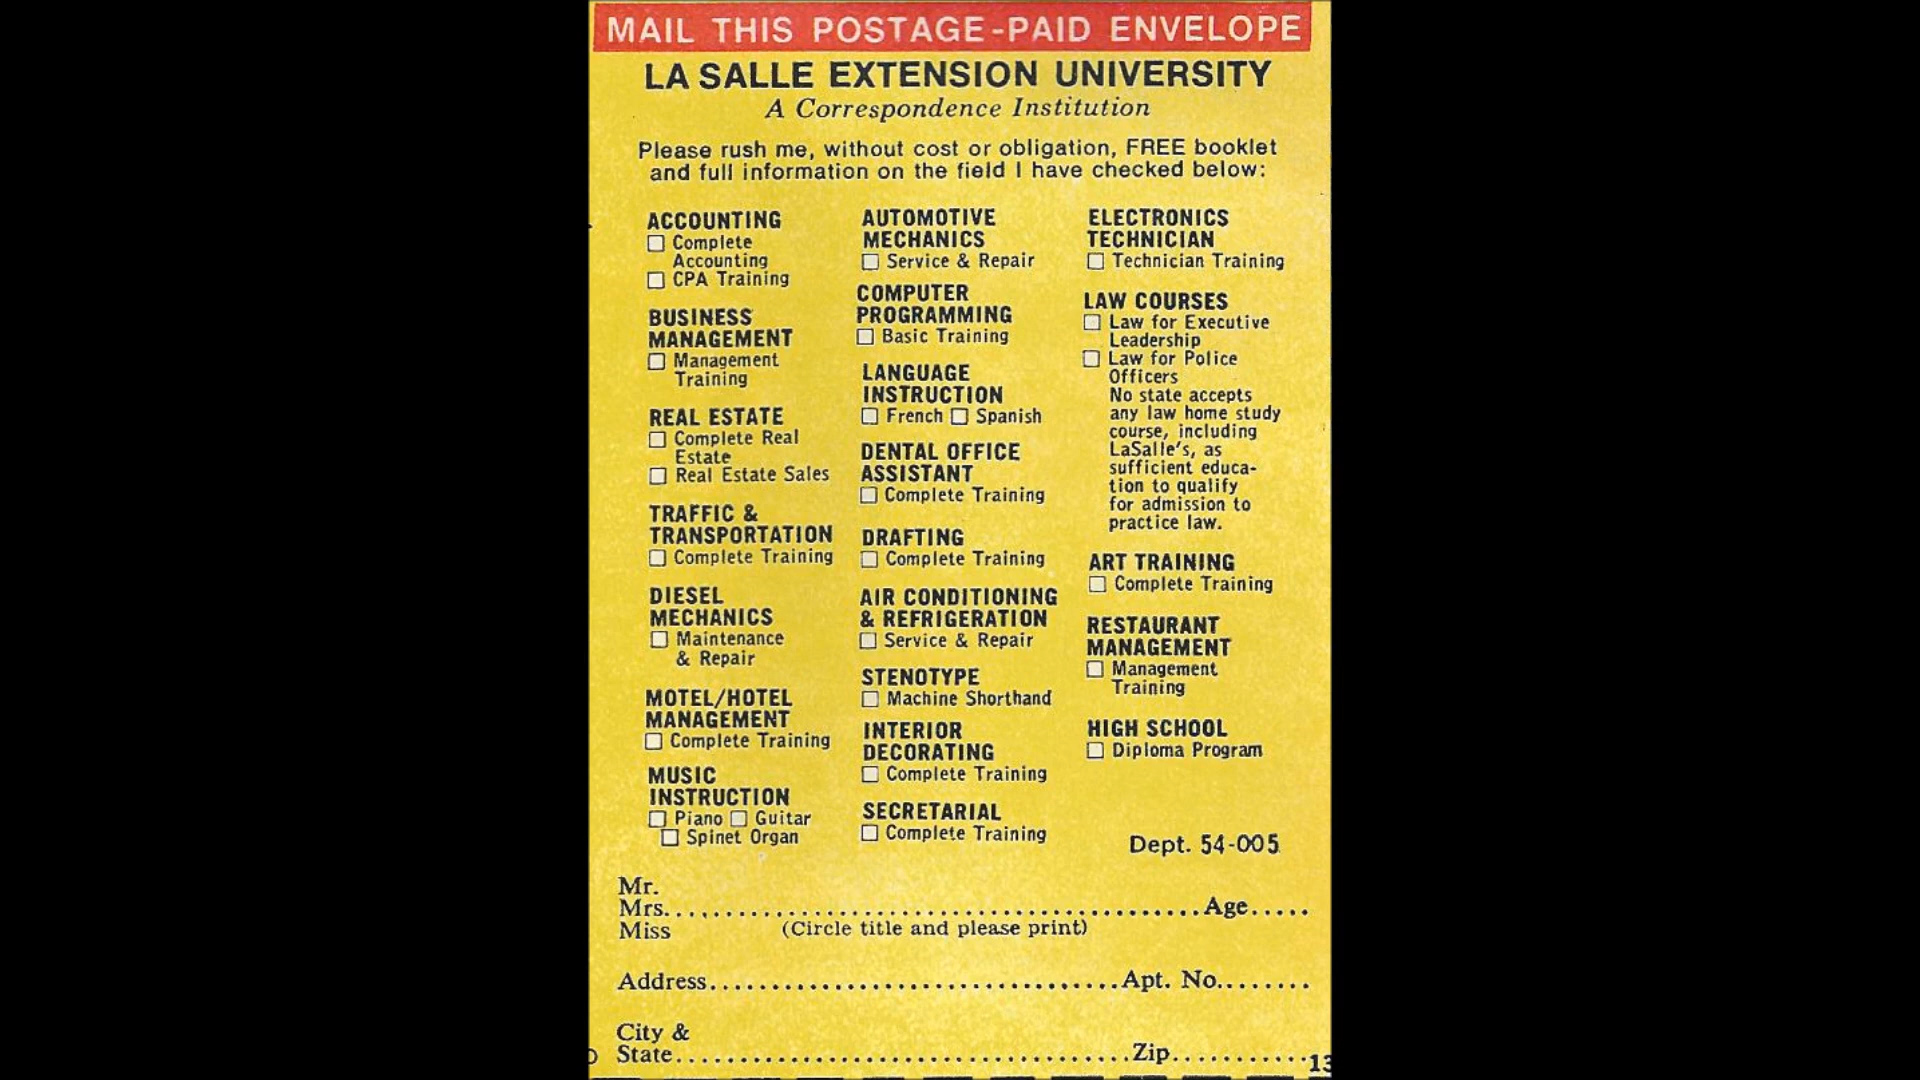 MAIL THIS POSTAGE-PAID ENVELOPE
LA SALLE EXTENSION UNIVERSITY
A Correspondence Institution
Please rush me, without cost or obligation, FREE booklet
and full information on the field I have checked below:
ACCOUNTING
Complete
Accounting
CPA Training
BUSINESS
MANAGEMENT
Management
Training
REAL ESTATE
Complete Real
Estate
Real Estate Sales
TRAFFIC &
TRANSPORTATION
Complete Training
DIESEL
MECHANICS
Maintenance
& Repair
MOTEL/HOTEL
MANAGEMENT
Complete Training
MUSIC
INSTRUCTION
Piano Guitar
Spinet Organ
AUTOMOTIVE
MECHANICS
Service & Repair
COMPUTER
PROGRAMMING
Basic Training
LANGUAGE
INSTRUCTION
French Spanish
DENTAL OFFICE
ASSISTANT
Complete Training
DRAFTING
Complete Training
AIR CONDITIONING
& REFRIGERATION
Service & Repair
STENOTYPE
Machine Shorthand
INTERIOR
DECORATING
Complete Training
SECRETARIAL
Complete Training
ELECTRONICS
TECHNICIAN
Technician Training
LAW COURSES
Law for Executive
Leadership
Law for Police
Officers
No state accepts
any law home study
course, including
LaSalle's, as
sufficient educa-
tion to qualify
for admission to
practice law.
ART TRAINING
Complete Training
RESTAURANT
MANAGEMENT
Management
Training
HIGH SCHOOL
Diploma Program
Dept. 54-005
Mr.
Mrs. Age
Miss (Circle title and please print)
Address Apt. No.
City &
State Zip